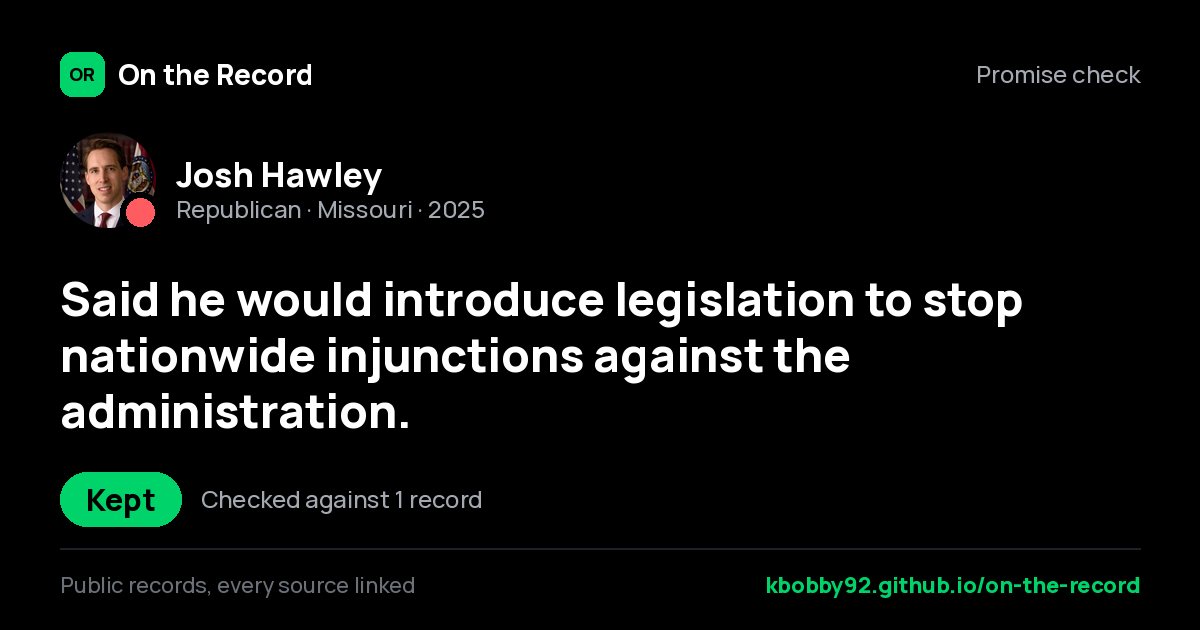 OR On the Record
Promise check
Josh Hawley
Republican · Missouri · 2025
Said he would introduce legislation to stop
nationwide injunctions against the
administration.
Kept
Checked against 1 record
Public records, every source linked
kbobby92.github.io/on-the-record